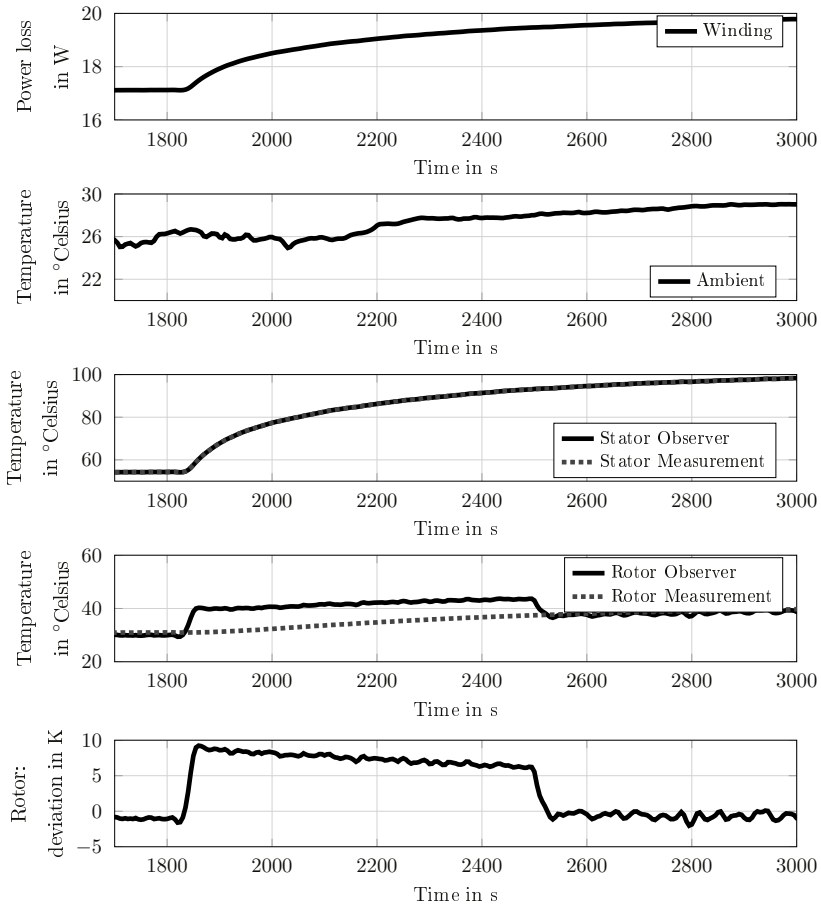 Power loss
in W
20
18
16
Winding
1800 2000 2200 2400 2600 2800 3000
Time in s
Temperature
in °Celsius
30
26
22
Ambient
1800 2000 2200 2400 2600 2800 3000
Time in s
Temperature
in °Celsius
100
80
60
Stator Observer
Stator Measurement
1800 2000 2200 2400 2600 2800 3000
Time in s
Temperature
in °Celsius
60
40
20
Rotor Observer
Rotor Measurement
1800 2000 2200 2400 2600 2800 3000
Time in s
Rotor:
deviation in K
10
5
0
−5
1800 2000 2200 2400 2600 2800 3000
Time in s